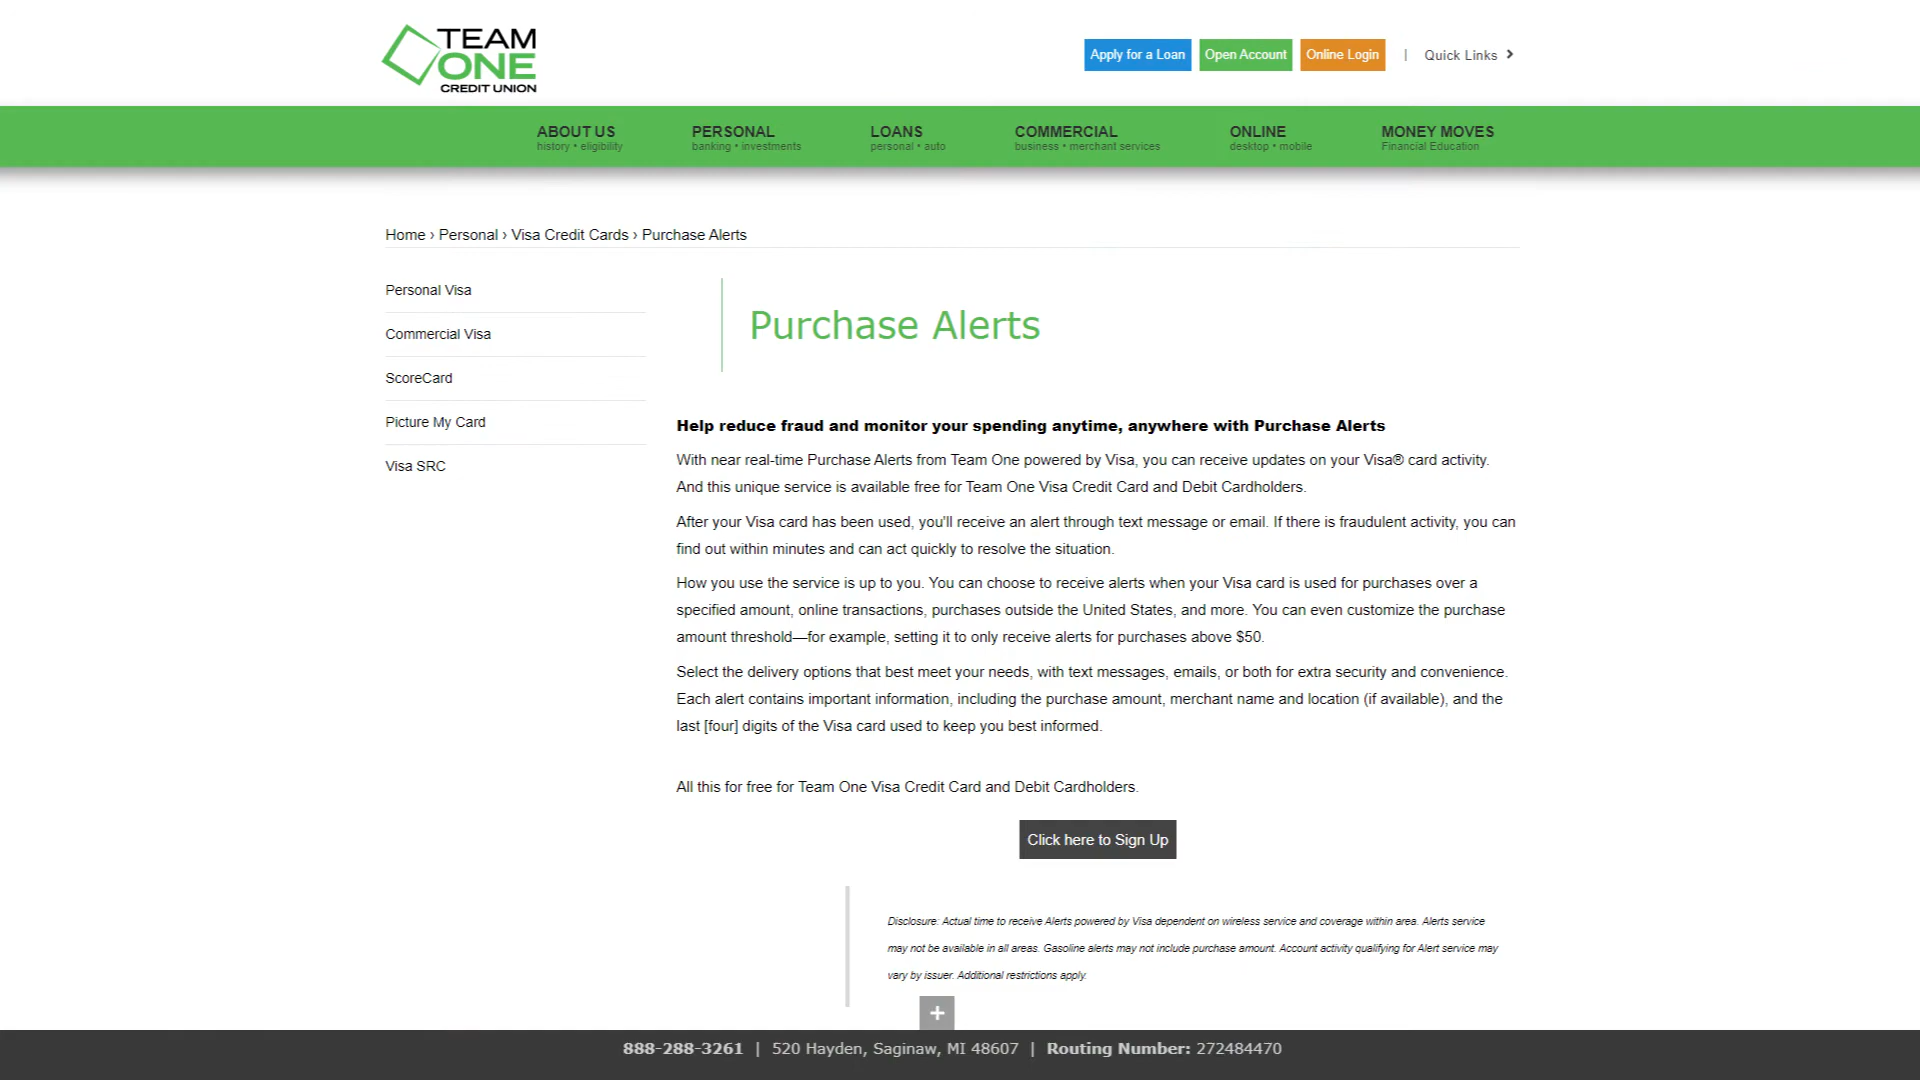 TEAM
ONE
CREDIT UNION
Apply for a Loan
Open Account
Online Login
|
Quick Links
ABOUT US
history • eligibility
PERSONAL
banking • investments
LOANS
personal • auto
COMMERCIAL
business • merchant services
ONLINE
desktop • mobile
MONEY MOVES
Financial Education
Home › Personal › Visa Credit Cards › Purchase Alerts
Personal Visa
Commercial Visa
ScoreCard
Picture My Card
Visa SRC
Purchase Alerts
Help reduce fraud and monitor your spending anytime, anywhere with Purchase Alerts
With near real-time Purchase Alerts from Team One powered by Visa, you can receive updates on your Visa® card activity.
And this unique service is available free for Team One Visa Credit Card and Debit Cardholders.
After your Visa card has been used, you'll receive an alert through text message or email. If there is fraudulent activity, you can
find out within minutes and can act quickly to resolve the situation.
How you use the service is up to you. You can choose to receive alerts when your Visa card is used for purchases over a
specified amount, online transactions, purchases outside the United States, and more. You can even customize the purchase
amount threshold—for example, setting it to only receive alerts for purchases above $50.
Select the delivery options that best meet your needs, with text messages, emails, or both for extra security and convenience.
Each alert contains important information, including the purchase amount, merchant name and location (if available), and the
last [four] digits of the Visa card used to keep you best informed.
All this for free for Team One Visa Credit Card and Debit Cardholders.
Click here to Sign Up
Disclosure: Actual time to receive Alerts powered by Visa dependent on wireless service and coverage within area. Alerts service
may not be available in all areas. Gasoline alerts may not include purchase amount. Account activity qualifying for Alert service may
vary by issuer. Additional restrictions apply.
+
888-288-3261 | 520 Hayden, Saginaw, MI 48607 | Routing Number: 272484470